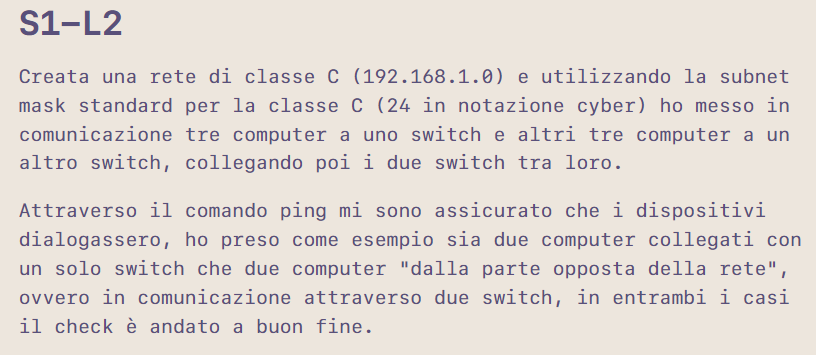 S1-L2
Creata una rete di classe C (192.168.1.0) e utilizzando la subnet
mask standard per la classe C (24 in notazione cyber) ho messo in
comunicazione tre computer a uno switch e altri tre computer a un
altro switch, collegando poi i due switch tra loro.
Attraverso il comando ping mi sono assicurato che i dispositivi
dialogassero, ho preso come esempio sia due computer collegati con
un solo switch che due computer "dalla parte opposta della rete",
ovvero in comunicazione attraverso due switch, in entrambi i casi
il check è andato a buon fine.